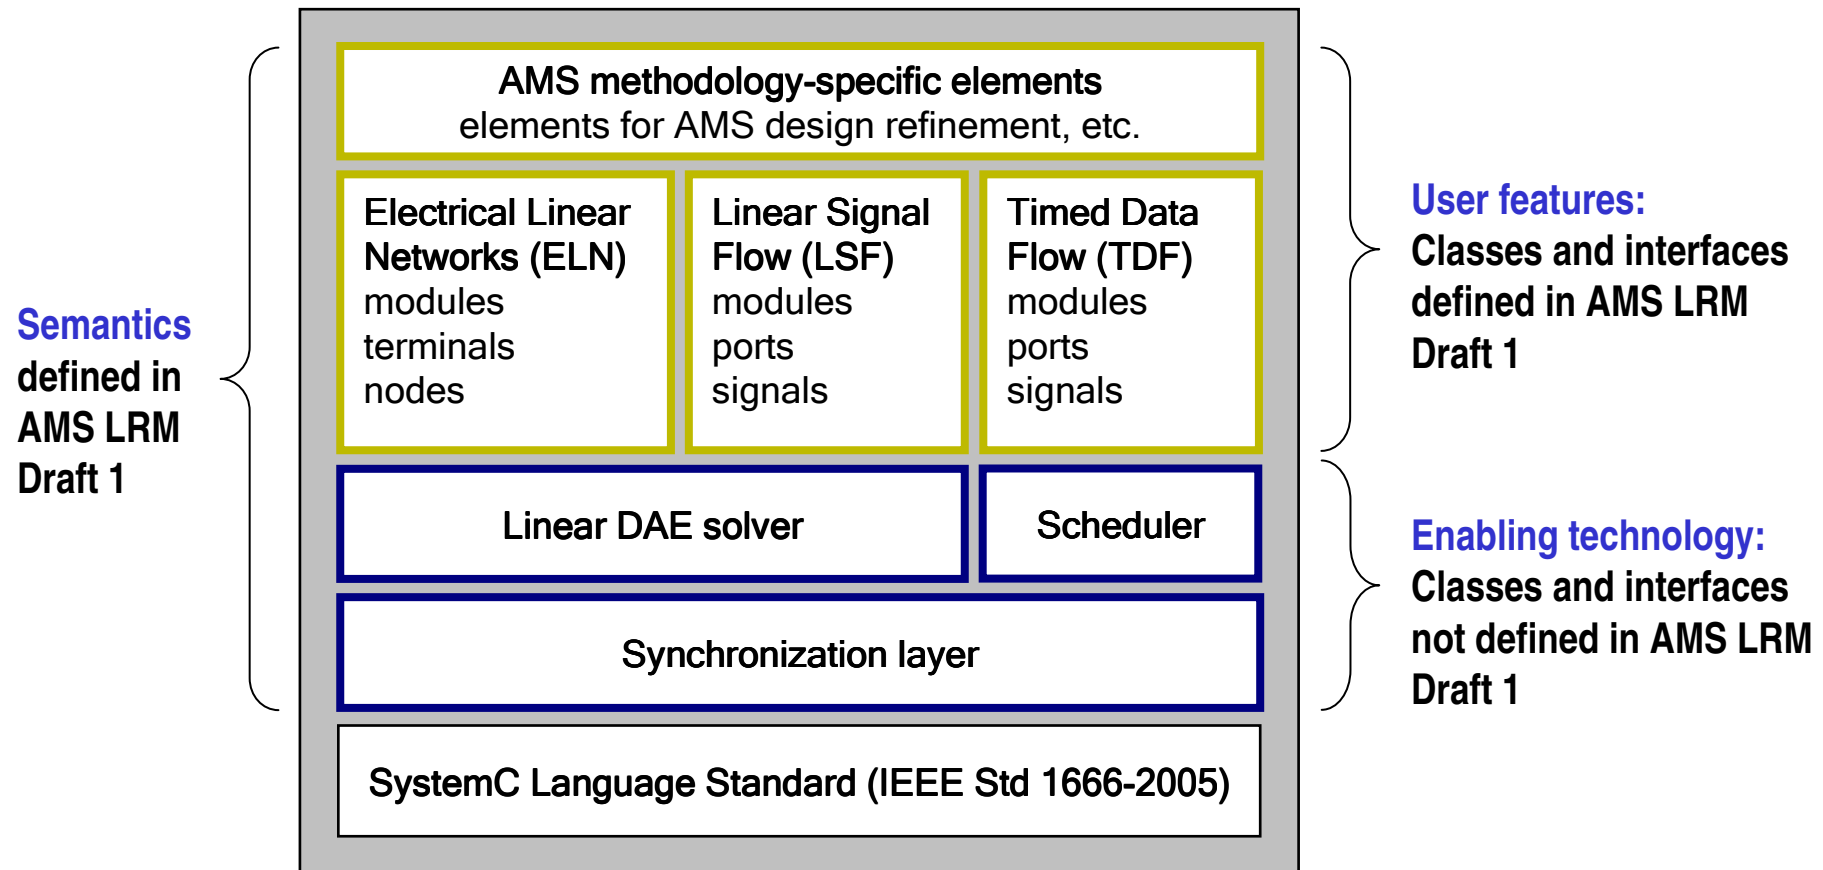 Semantics
defined in
AMS LRM
Draft 1
AMS methodology-specific elements
elements for AMS design refinement, etc.
Electrical Linear
Networks (ELN)
modules
terminals
nodes
Linear Signal
Flow (LSF)
modules
ports
signals
Timed Data
Flow (TDF)
modules
ports
signals
Linear DAE solver
Scheduler
Synchronization layer
SystemC Language Standard (IEEE Std 1666-2005)
User features:
Classes and interfaces
defined in AMS LRM
Draft 1
Enabling technology:
Classes and interfaces
not defined in AMS LRM
Draft 1